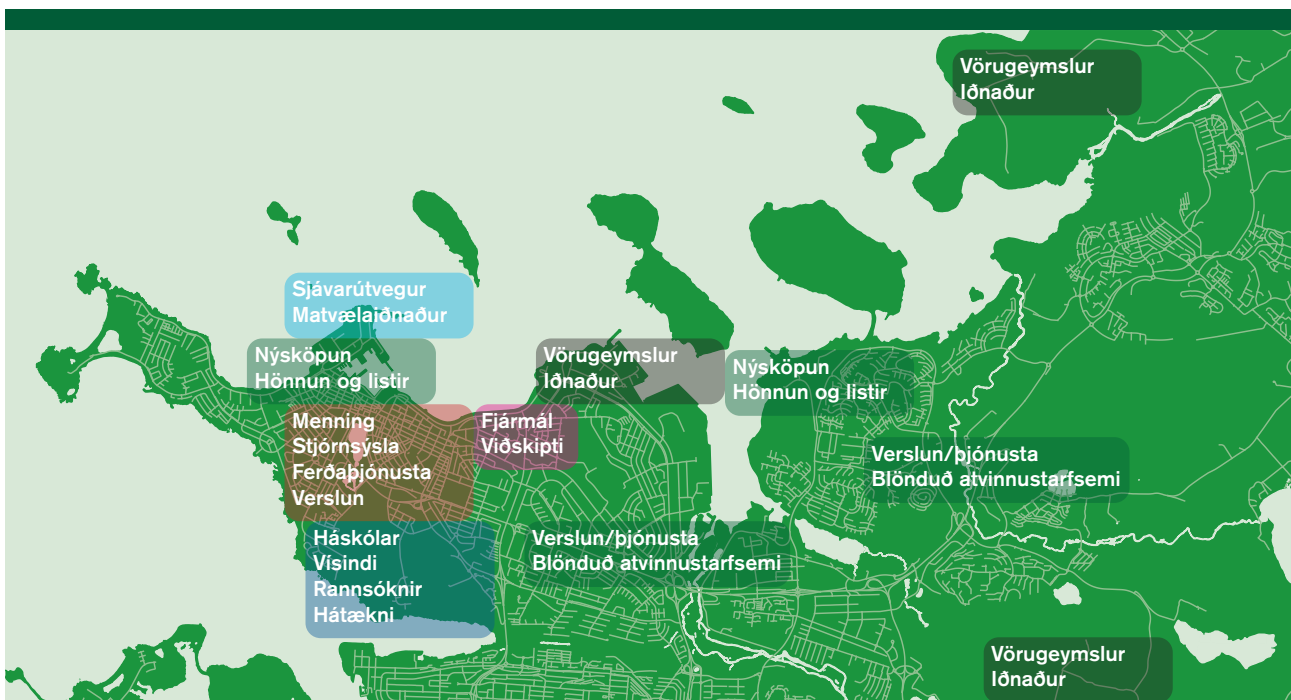 Vörugeymslur
Iðnaður
Sjávarútvegur
Matvælaiðnaður
Nýsköpun
Hönnun og listir
Vörugeymslur
Iðnaður
Nýsköpun
Hönnun og listir
Menning
Stjórnsýsla
Ferðaþjónusta
Verslun
Fjármál
Viðskipti
Verslun/þjónusta
Blönduð atvinnustarfsemi
Háskólar
Vísindi
Rannsóknir
Hátækni
Verslun/þjónusta
Blönduð atvinnustarfsemi
Vörugeymslur
Iðnaður